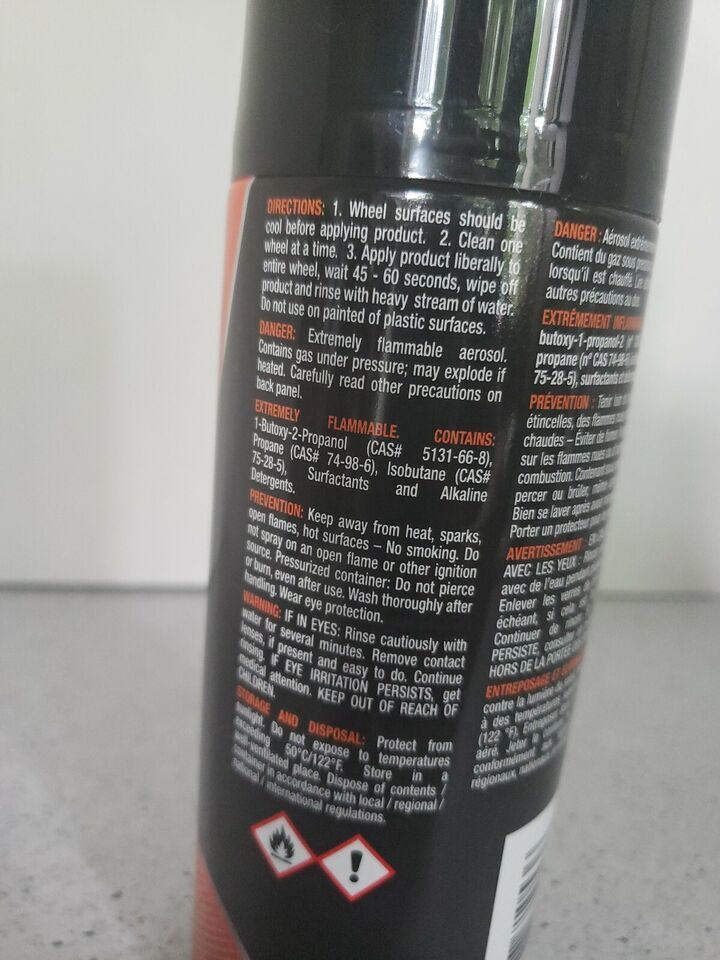 DIRECTIONS: 1. Wheel surfaces should be
cool before applying product. 2. Clean one
wheel at a time. 3. Apply product liberally to
entire wheel, wait 45 - 60 seconds, wipe off
product and rinse with heavy stream of water.
Do not use on painted of plastic surfaces.
DANGER: Extremely flammable aerosol.
Contains gas under pressure; may explode if
heated. Carefully read other precautions on
back panel.
EXTREMELY FLAMMABLE. CONTAINS:
1-Butoxy-2-Propanol (CAS# 5131-66-8),
Propane (CAS# 74-98-6), Isobutane (CAS#
75-28-5), Surfactants and Alkaline
Detergents.
PREVENTION: Keep away from heat, sparks,
open flames, hot surfaces – No smoking. Do
not spray on an open flame or other ignition
source. Pressurized container: Do not pierce
or burn, even after use. Wash thoroughly after
handling. Wear eye protection.
WARNING: IF IN EYES: Rinse cautiously with
water for several minutes. Remove contact
lenses, if present and easy to do. Continue
rinsing. IF EYE IRRITATION PERSISTS, get
medical attention. KEEP OUT OF REACH OF
CHILDREN.
STORAGE AND DISPOSAL: Protect from
sunlight. Do not expose to temperatures
exceeding 50°C/122°F. Store in a
well-ventilated place. Dispose of contents /
container in accordance with local / regional /
national / international regulations.
DANGER : Aérosol
Contient du gaz sous
lorsqu'il est chauffé. Lire
autres précautions au dos.
EXTRÊMEMENT
butoxy-1-propanol-2
propane (n° CAS 74-98-6),
75-28-5), surfactants et
PRÉVENTION : Tenir loin
étincelles, des flammes
chaudes – Éviter de fumer
sur les flammes nues ou
combustion. Contenant
percer ou brûler, même
Bien se laver après
Porter un protecteur
AVERTISSEMENT : EN
AVEC LES YEUX :
avec de l'eau
Enlever les verres
échéant, si cela
Continuer de
PERSISTE, consulter
HORS DE LA PORTÉE
ENTREPOSAGE ET
contre la lumière
à des températures
(122 °F). Entreposer
aéré. Jeter le
conformément
régionaux,